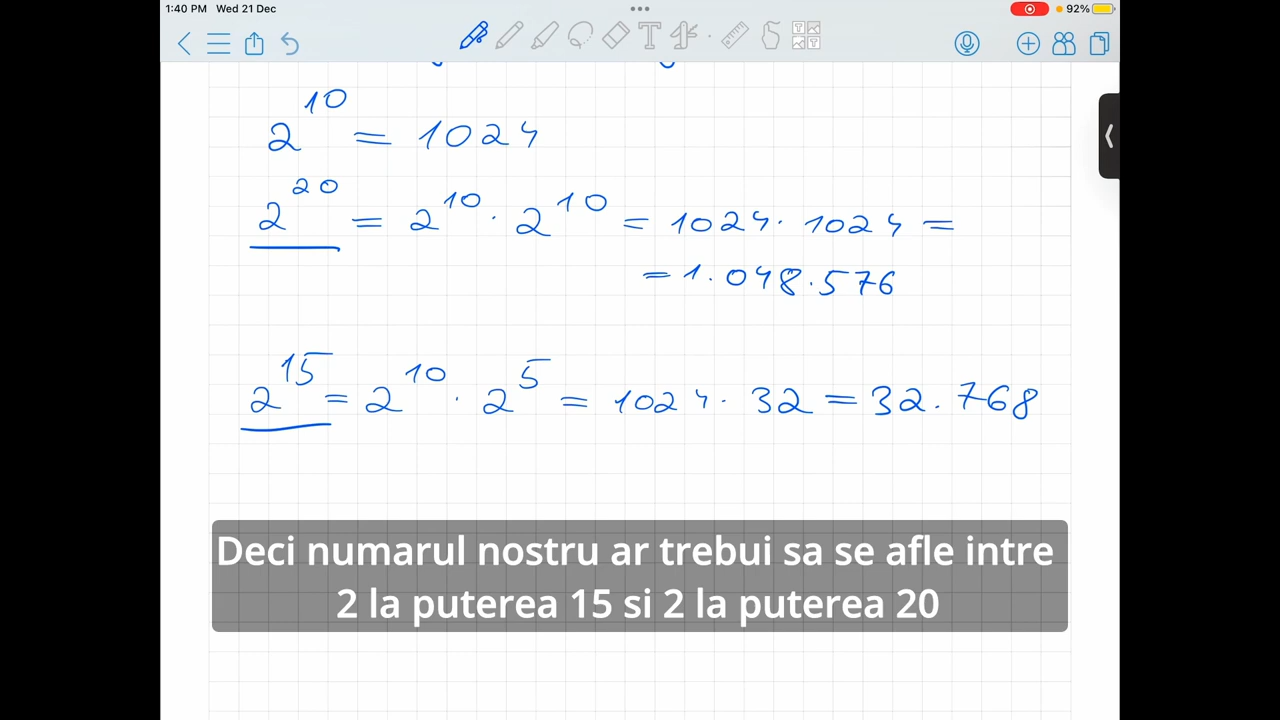 1:40 PM Wed 21 Dec
92%
2^10 = 1024
2^20 = 2^10 · 2^10 = 1024 · 1024 =
= 1.048.576
2^15 = 2^10 · 2^5 = 1024 · 32 = 32.768
Deci numarul nostru ar trebui sa se afle intre
2 la puterea 15 si 2 la puterea 20